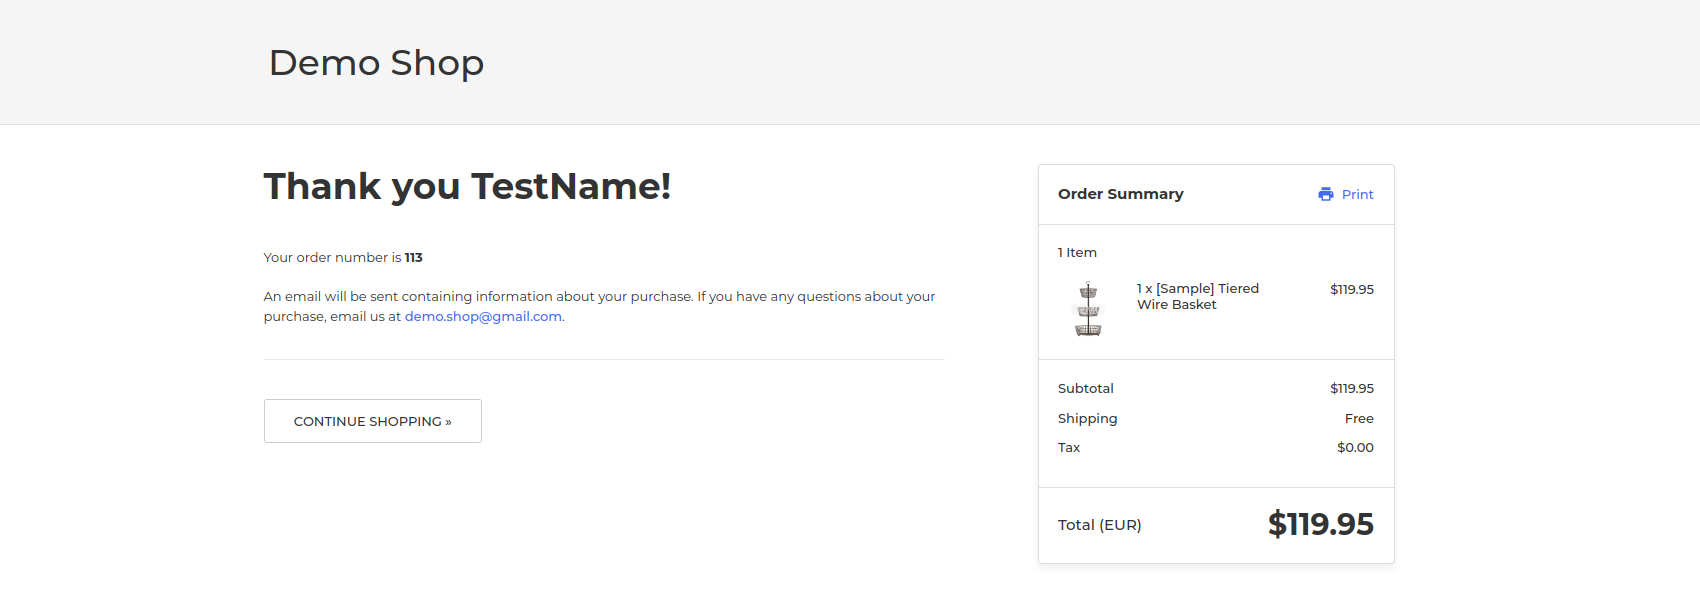 Demo Shop
Thank you TestName!
Your order number is 113
An email will be sent containing information about your purchase. If you have any questions about your
purchase, email us at demo.shop@gmail.com.
CONTINUE SHOPPING »
Order Summary
Print
1 Item
1 x [Sample] Tiered
Wire Basket
$119.95
Subtotal
$119.95
Shipping
Free
Tax
$0.00
Total (EUR)
$119.95